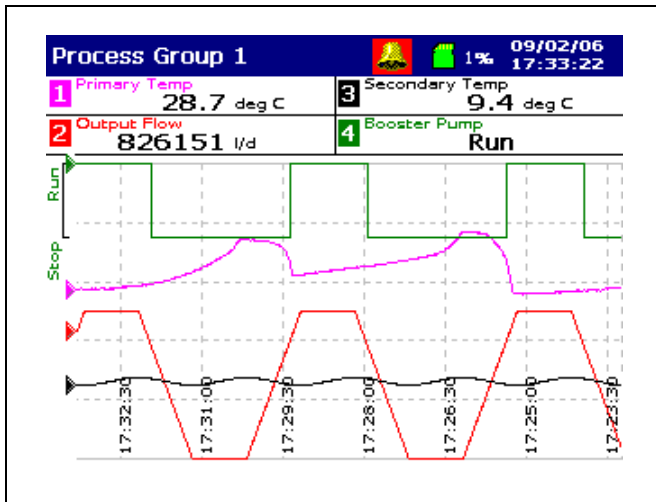 Process Group 1
1%
09/02/06
17:33:22
1 Primary Temp
28.7 deg C
3 Secondary Temp
9.4 deg C
2 Output Flow
826151 l/d
4 Booster Pump
Run
Run
Stop
17:32:30
17:31:00
17:29:30
17:28:00
17:26:30
17:25:00
17:23:30